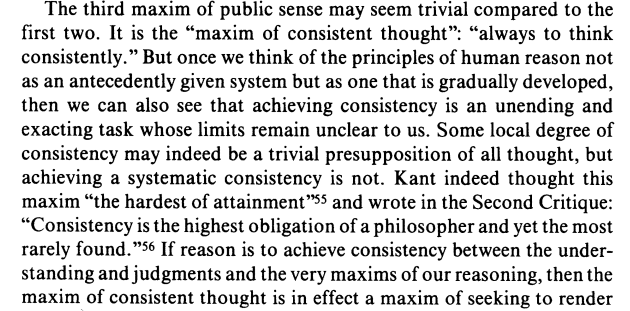 The third maxim of public sense may seem trivial compared to the
first two. It is the “maxim of consistent thought”: “always to think
consistently.” But once we think of the principles of human reason not
as an antecedently given system but as one that is gradually developed,
then we can also see that achieving consistency is an unending and
exacting task whose limits remain unclear to us. Some local degree of
consistency may indeed be a trivial presupposition of all thought, but
achieving a systematic consistency is not. Kant indeed thought this
maxim “the hardest of attainment”55 and wrote in the Second Critique:
“Consistency is the highest obligation of a philosopher and yet the most
rarely found.”56 If reason is to achieve consistency between the under-
standing and judgments and the very maxims of our reasoning, then the
maxim of consistent thought is in effect a maxim of seeking to render